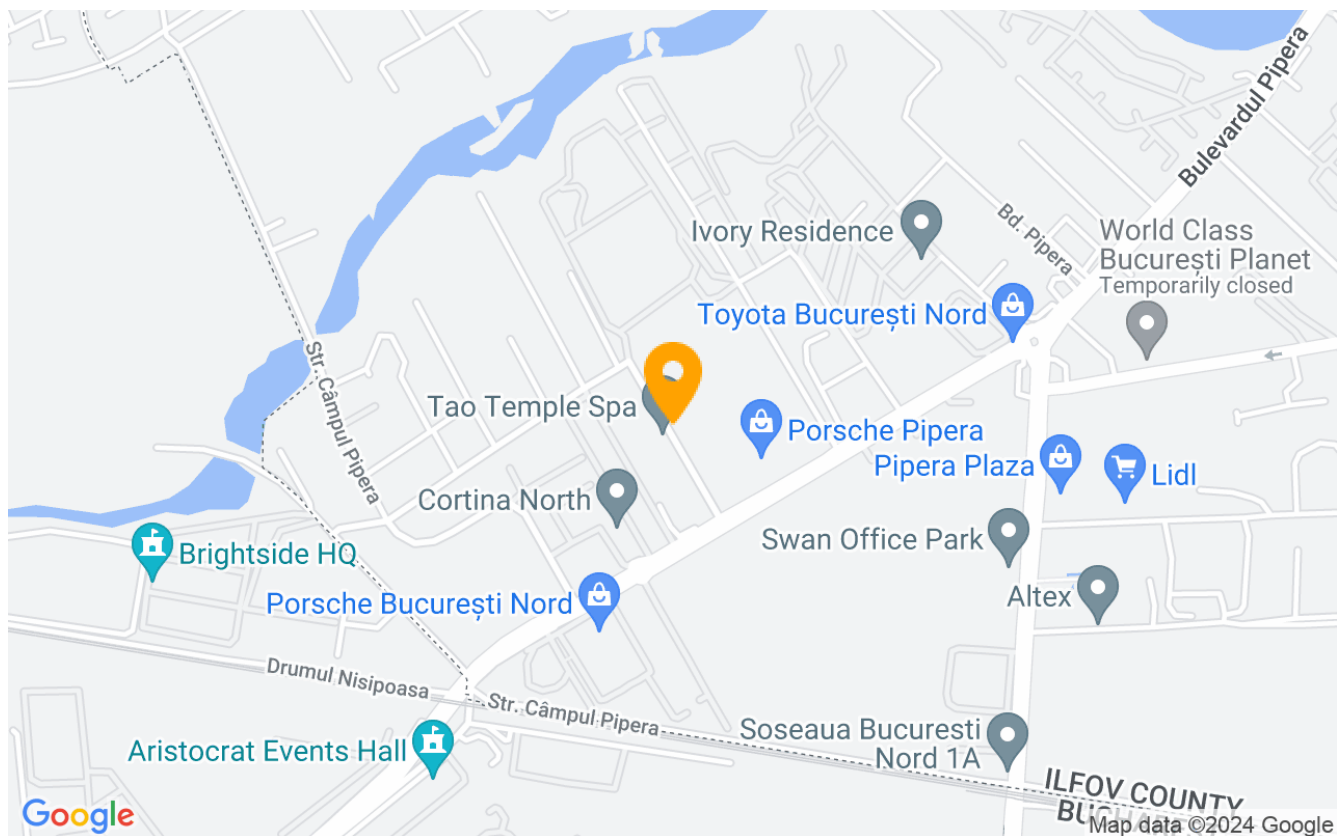 Bulevardul Pipera
Bd. Pipera
Ivory Residence
World Class
București Planet
Temporarily closed
Toyota București Nord
Str. Câmpul Pipera
Tao Temple Spa
Porsche Pipera
Pipera Plaza
Lidl
Cortina North
Swan Office Park
Brightside HQ
Altex
Porsche București Nord
Drumul Nisipoasa
Str. Câmpul Pipera
Aristocrat Events Hall
Soseaua Bucuresti
Nord 1A
ILFOV COUNTY
Google
Map data ©2024 Google